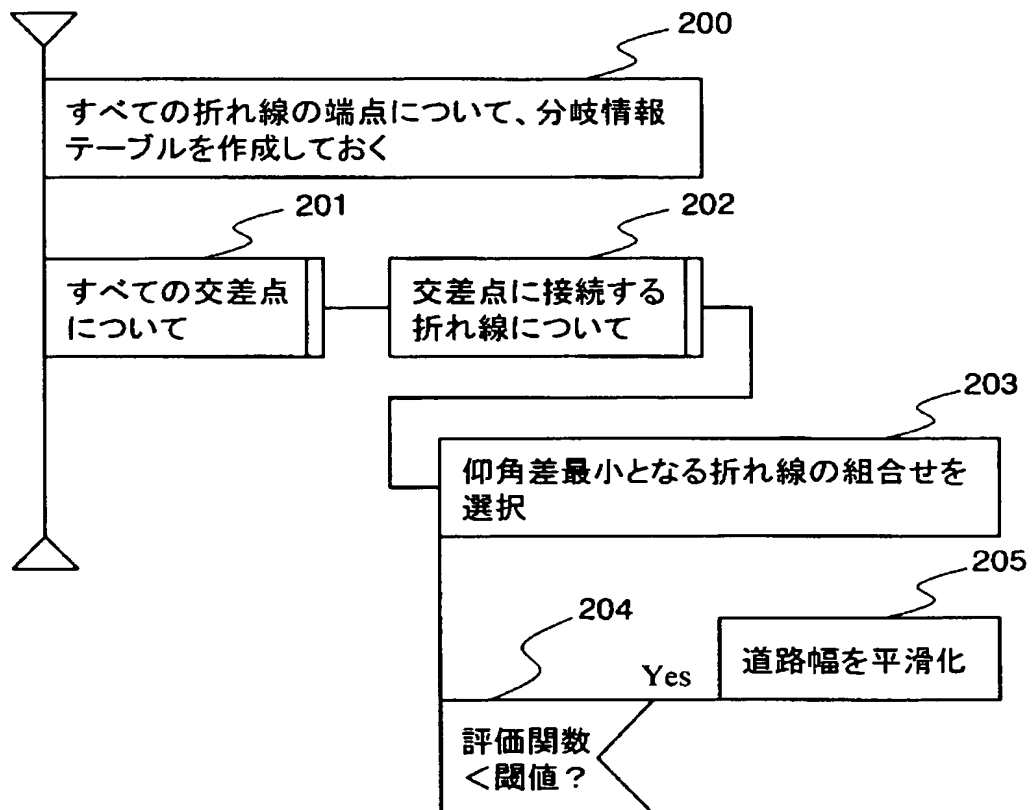 200
すべての折れ線の端点について、分岐情報
テーブルを作成しておく
201
すべての交差点
について
202
交差点に接続する
折れ線について
203
仰角差最小となる折れ線の組合せを
選択
204
評価関数
＜閾値？
Yes
205
道路幅を平滑化